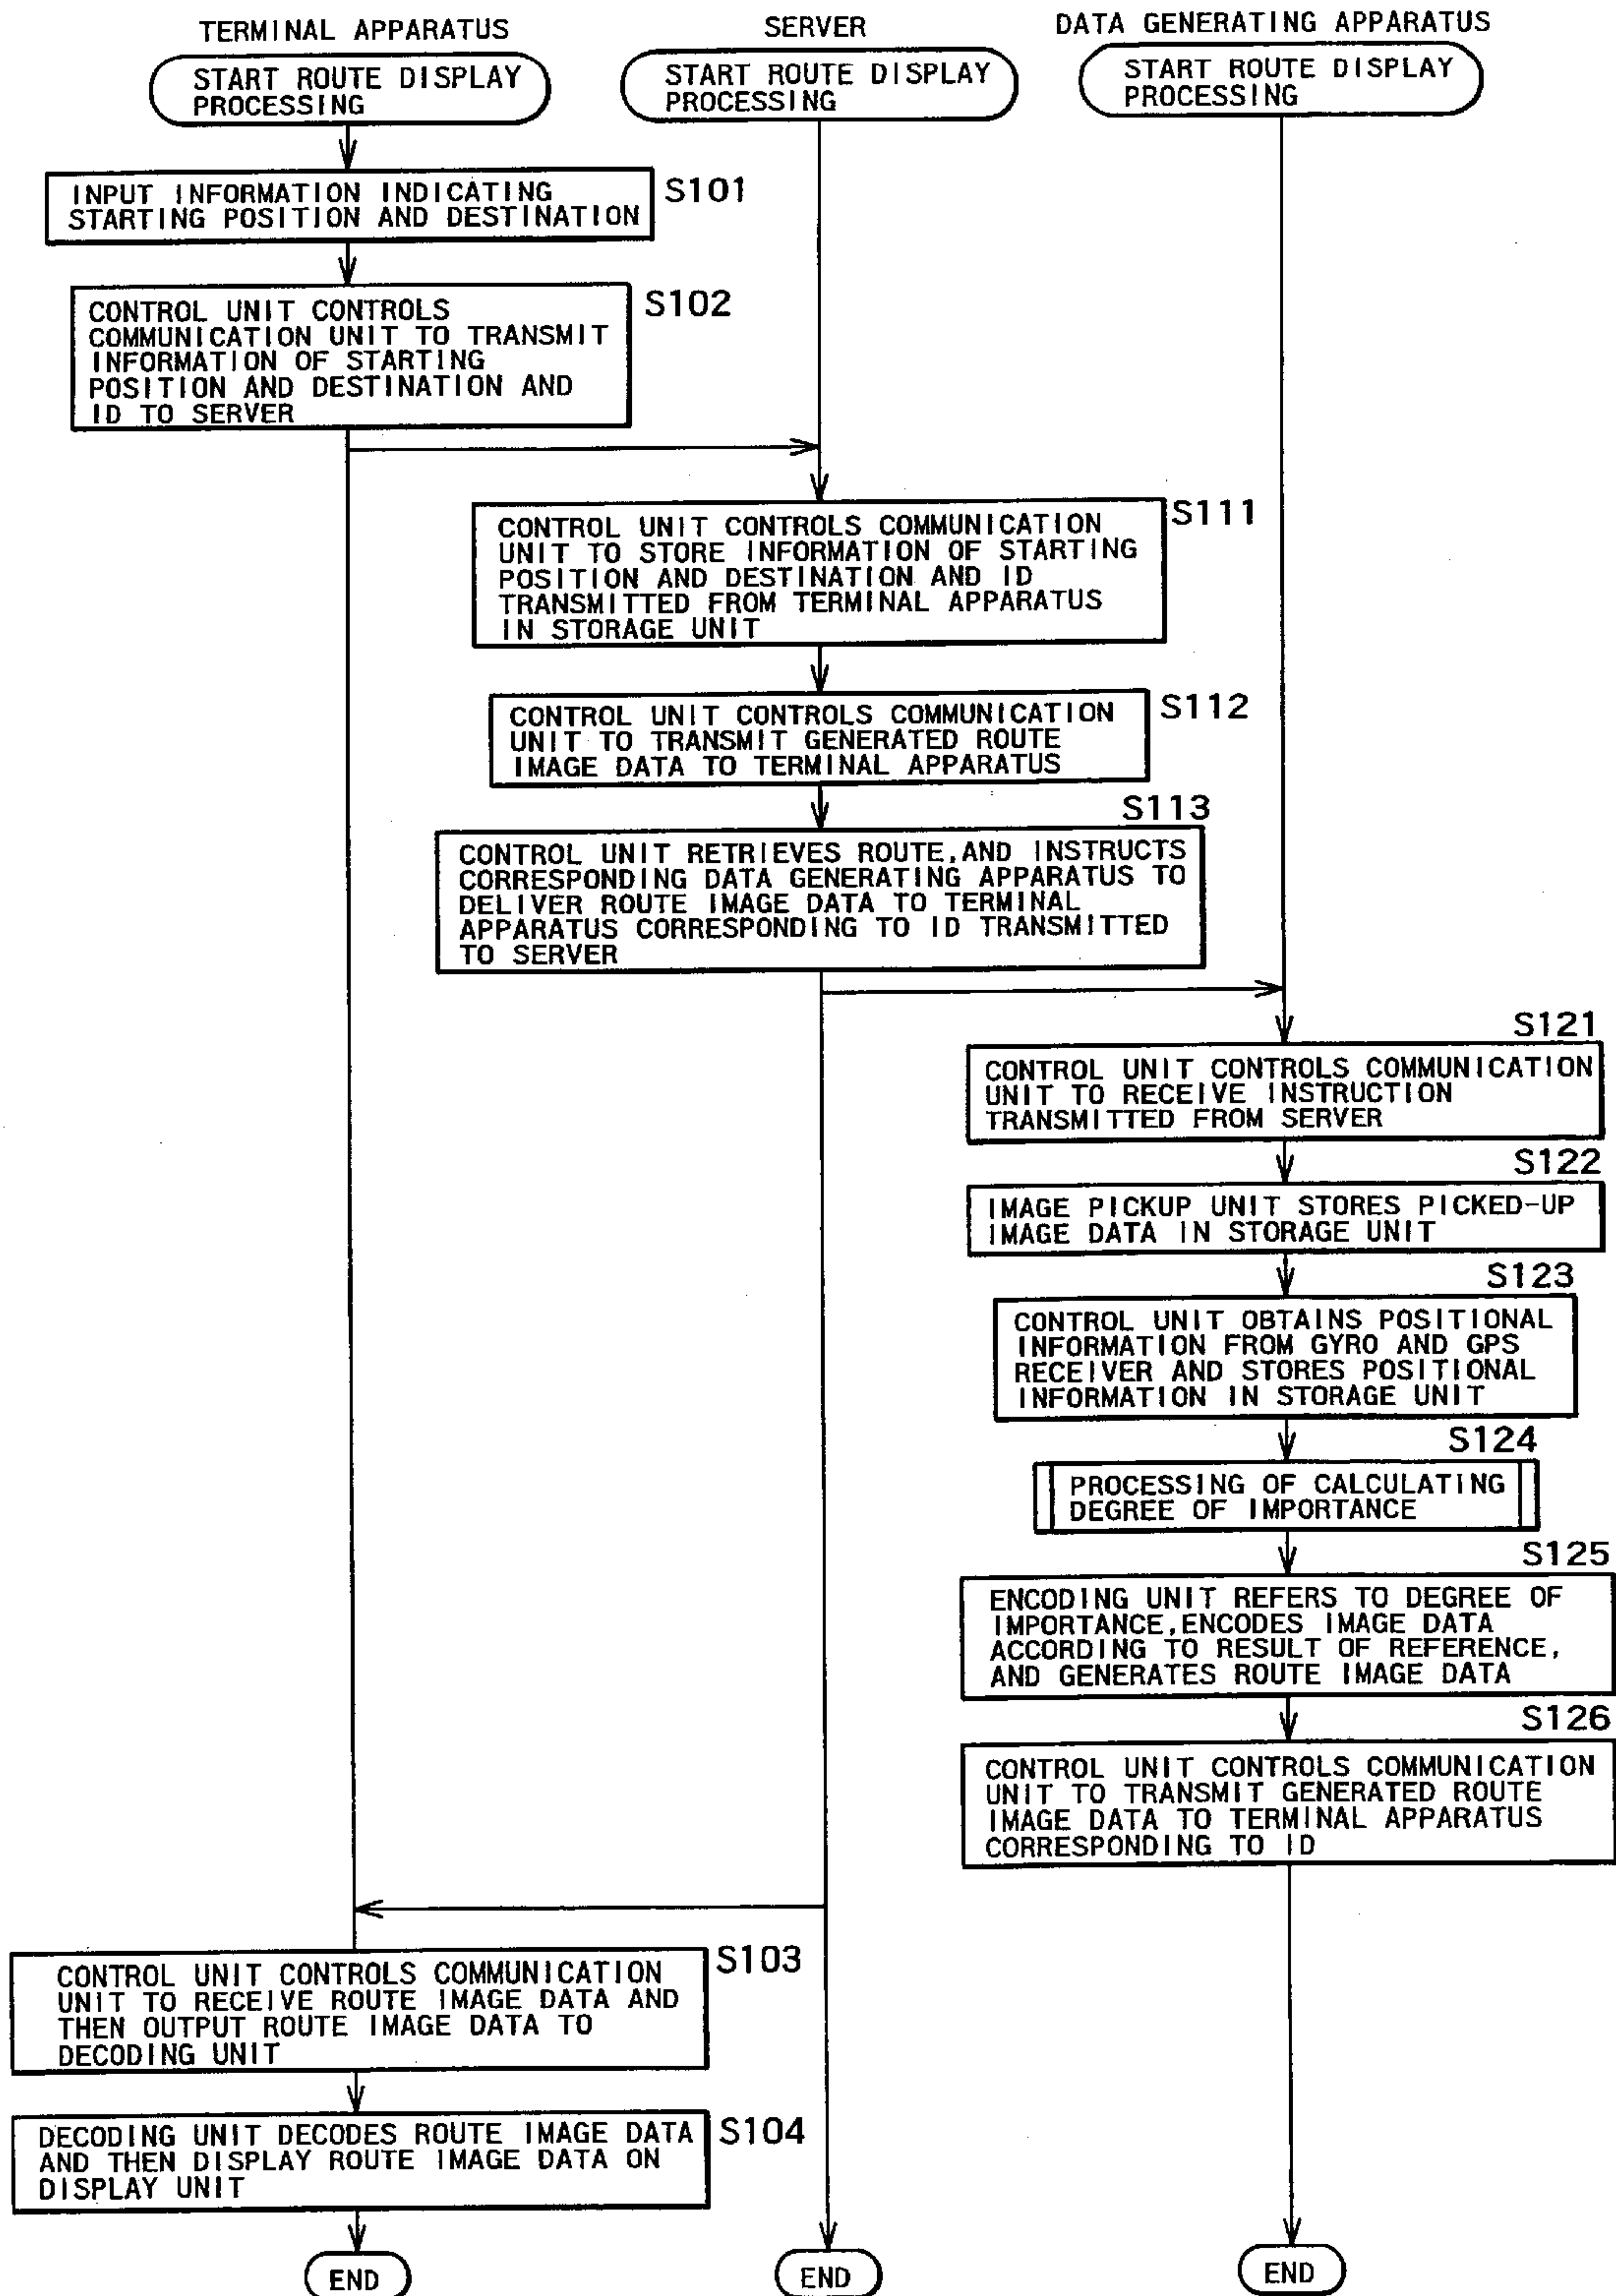 TERMINAL APPARATUS
SERVER
DATA GENERATING APPARATUS
START ROUTE DISPLAY
PROCESSING
START ROUTE DISPLAY
PROCESSING
START ROUTE DISPLAY
PROCESSING
INPUT INFORMATION INDICATING
STARTING POSITION AND DESTINATION
S101
CONTROL UNIT CONTROLS
COMMUNICATION UNIT TO TRANSMIT
INFORMATION OF STARTING
POSITION AND DESTINATION AND
ID TO SERVER
S102
CONTROL UNIT CONTROLS COMMUNICATION
UNIT TO STORE INFORMATION OF STARTING
POSITION AND DESTINATION AND ID
TRANSMITTED FROM TERMINAL APPARATUS
IN STORAGE UNIT
S111
CONTROL UNIT CONTROLS COMMUNICATION
UNIT TO TRANSMIT GENERATED ROUTE
IMAGE DATA TO TERMINAL APPARATUS
S112
S113
CONTROL UNIT RETRIEVES ROUTE,AND INSTRUCTS
CORRESPONDING DATA GENERATING APPARATUS TO
DELIVER ROUTE IMAGE DATA TO TERMINAL
APPARATUS CORRESPONDING TO ID TRANSMITTED
TO SERVER
S121
CONTROL UNIT CONTROLS COMMUNICATION
UNIT TO RECEIVE INSTRUCTION
TRANSMITTED FROM SERVER
S122
IMAGE PICKUP UNIT STORES PICKED-UP
IMAGE DATA IN STORAGE UNIT
S123
CONTROL UNIT OBTAINS POSITIONAL
INFORMATION FROM GYRO AND GPS
RECEIVER AND STORES POSITIONAL
INFORMATION IN STORAGE UNIT
S124
PROCESSING OF CALCULATING
DEGREE OF IMPORTANCE
S125
ENCODING UNIT REFERS TO DEGREE OF
IMPORTANCE,ENCODES IMAGE DATA
ACCORDING TO RESULT OF REFERENCE,
AND GENERATES ROUTE IMAGE DATA
S126
CONTROL UNIT CONTROLS COMMUNICATION
UNIT TO TRANSMIT GENERATED ROUTE
IMAGE DATA TO TERMINAL APPARATUS
CORRESPONDING TO ID
CONTROL UNIT CONTROLS COMMUNICATION
UNIT TO RECEIVE ROUTE IMAGE DATA AND
THEN OUTPUT ROUTE IMAGE DATA TO
DECODING UNIT
S103
DECODING UNIT DECODES ROUTE IMAGE DATA
AND THEN DISPLAY ROUTE IMAGE DATA ON
DISPLAY UNIT
S104
END
END
END